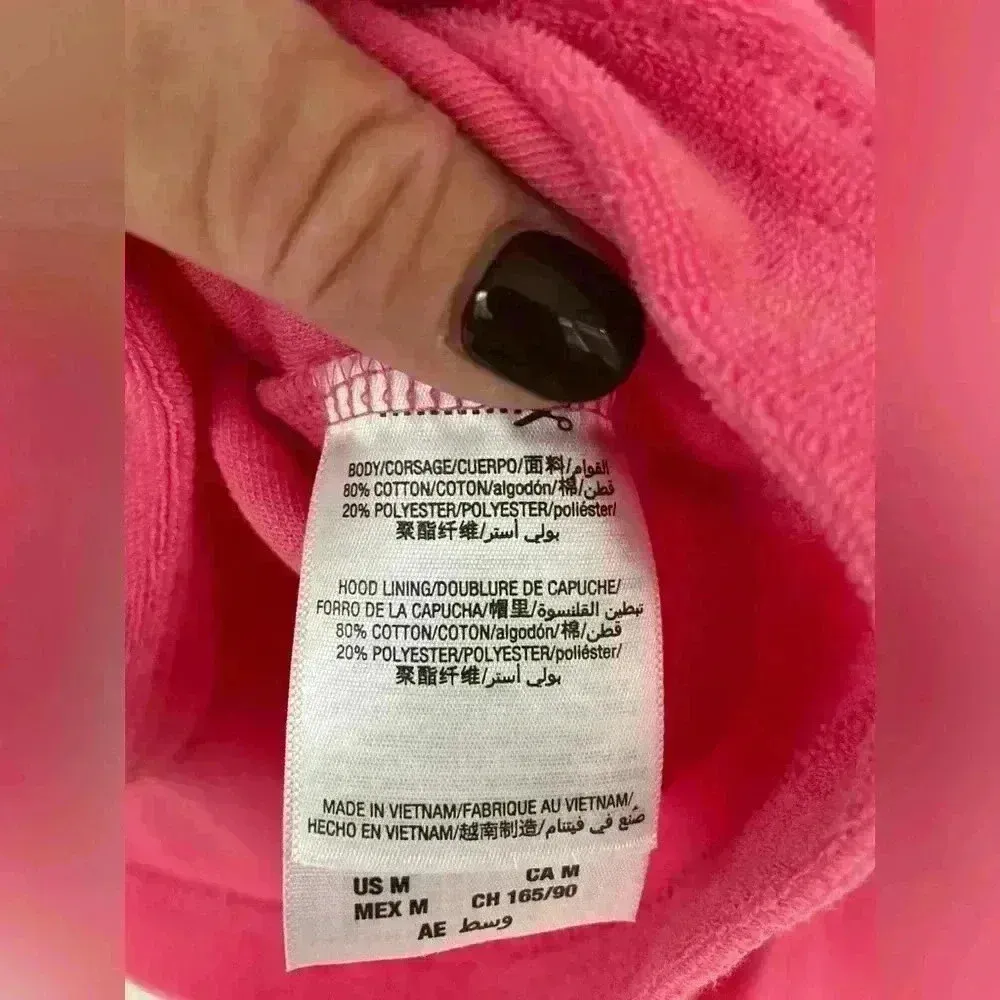 BODY/CORSAGE/CUERPO/面料/القوام
80% COTTON/COTON/algodón/棉/قطن
20% POLYESTER/POLYESTER/poliéster/
聚酯纤维/بولي أستر
HOOD LINING/DOUBLURE DE CAPUCHE/
FORRO DE LA CAPUCHA/帽里/تبطين القلنسوة
80% COTTON/COTON/algodón/棉/قطن
20% POLYESTER/POLYESTER/poliéster/
聚酯纤维/بولي أستر
MADE IN VIETNAM/FABRIQUE AU VIETNAM/
HECHO EN VIETNAM/越南制造/صنع في فيتنام
US M CA M
MEX M CH 165/90
AE وسط